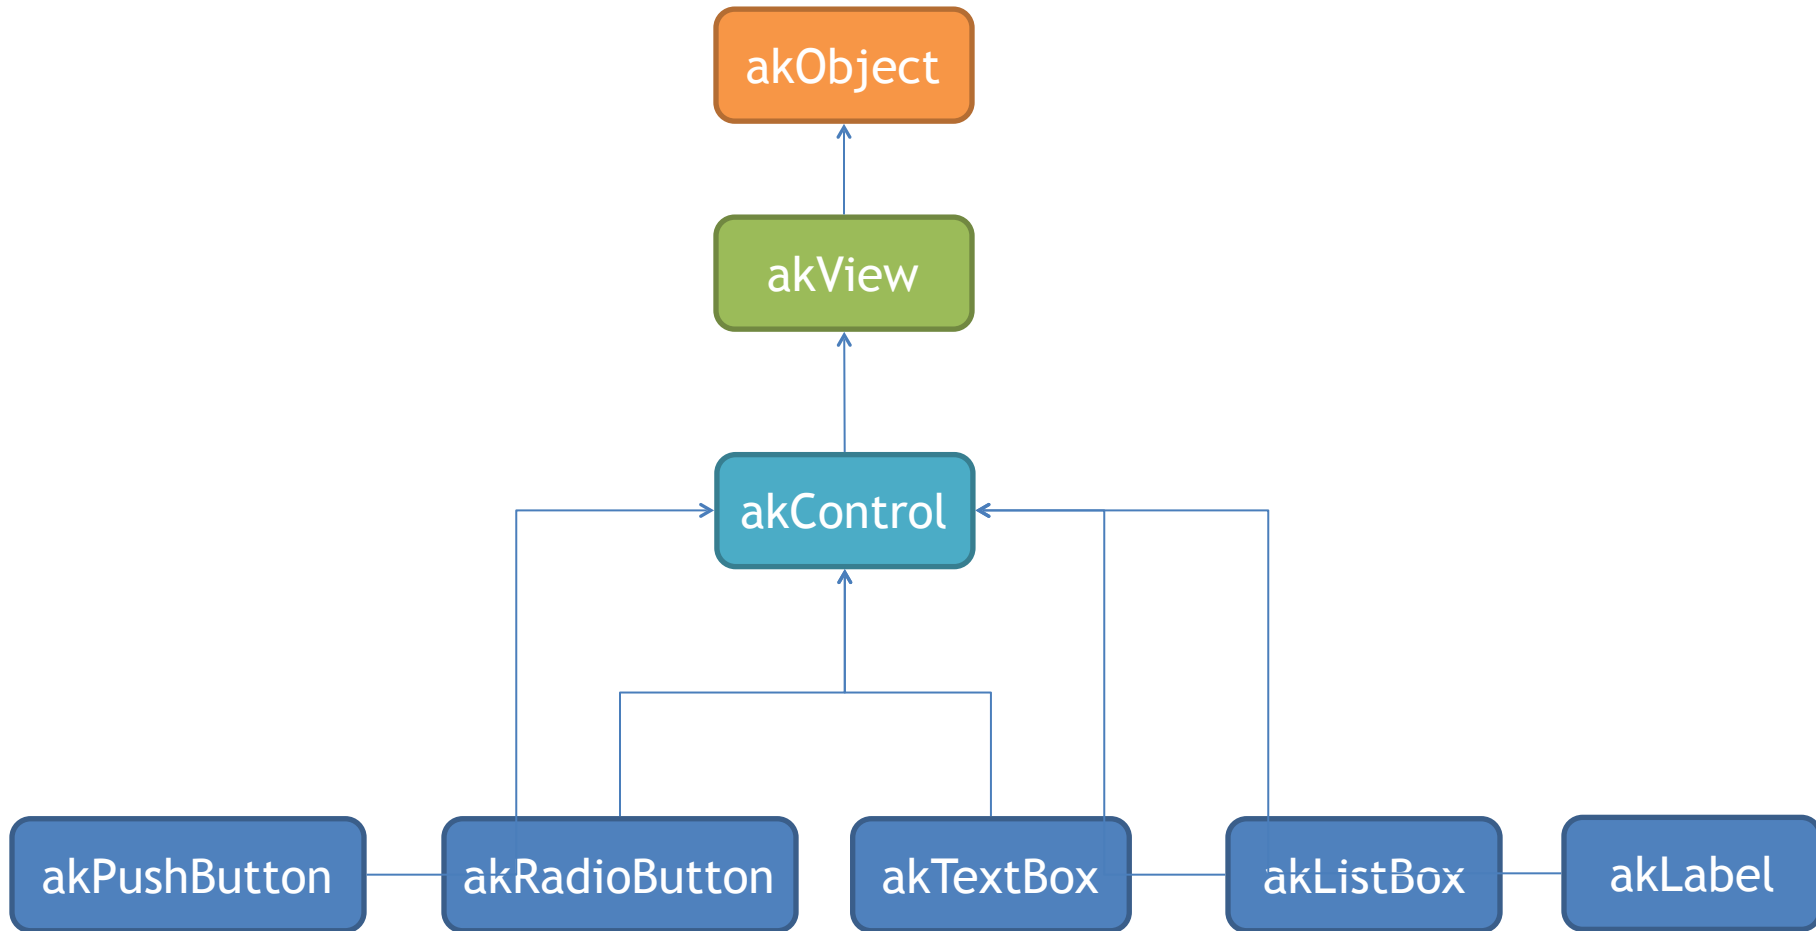 akObject
akView
akControl
akPushButton
akRadioButton
akTextBox
akListBox
akLabel